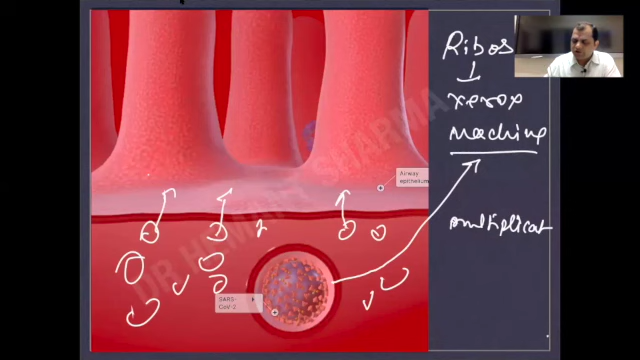 Ribos
xerox
Machine
Airway
epithelium
multiplicat
SARS-
CoV-2